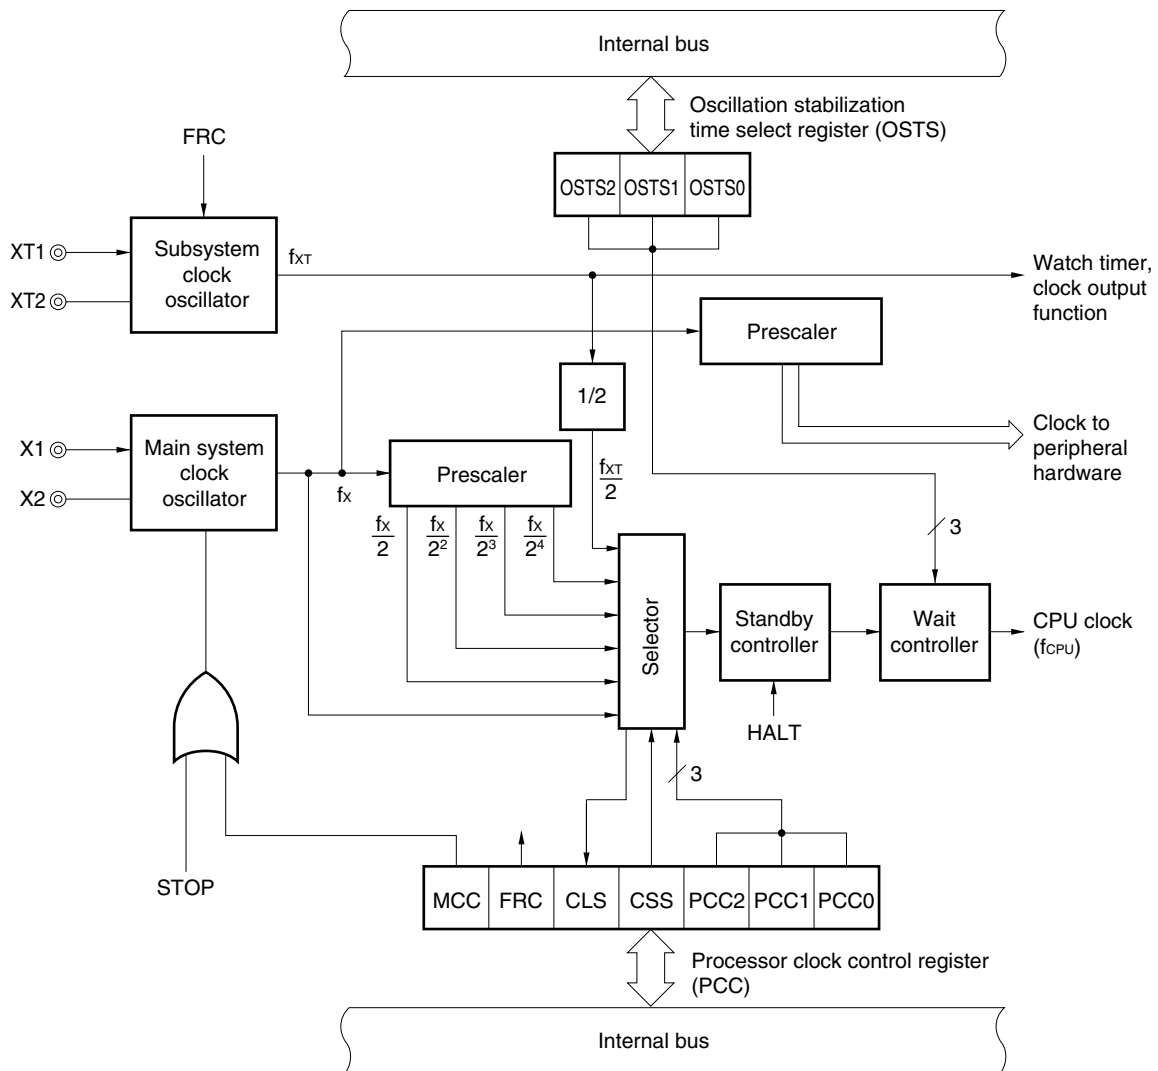 Internal bus
Oscillation stabilization
time select register (OSTS)
FRC
OSTS2 OSTS1 OSTS0
XT1
XT2
Subsystem
clock
oscillator
fXT
Watch timer,
clock output
function
Prescaler
1/2
X1
X2
Main system
clock
oscillator
fX
Prescaler
fXT
2
Clock to
peripheral
hardware
fX
2
fX
2²
fX
2³
fX
2⁴
3
Selector
Standby
controller
Wait
controller
CPU clock
(fCPU)
HALT
3
STOP
MCC FRC CLS CSS PCC2 PCC1 PCC0
Processor clock control register
(PCC)
Internal bus